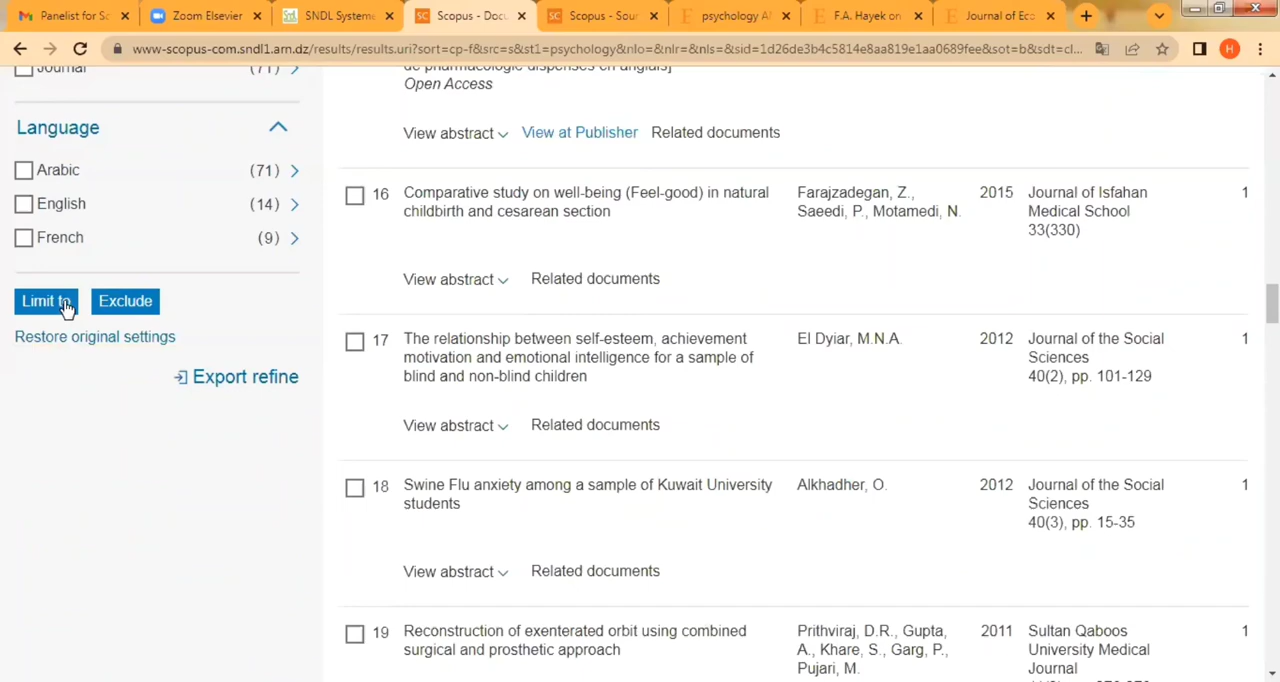 Panelist for Sc
Zoom Elsevier
SNDL Système
Scopus - Docu
Scopus - Sour
psychology A
F.A. Hayek on
Journal of Eco
www-scopus-com.sndl1.arn.dz/results/results.uri?sort=cp-f&src=s&st1=psychology&nlo=&nlr=&nls=&sid=1d26de3b4c5814e8aa819e1aa0689fee&sot=b&sdt=cl...
H
Journal (71)
de pharmacologie dispensés en anglais]
Open Access
View abstract View at Publisher Related documents
Language
Arabic (71)
English (14)
French (9)
Limit to Exclude
Restore original settings
Export refine
16 Comparative study on well-being (Feel-good) in natural childbirth and cesarean section
Farajzadegan, Z., Saeedi, P., Motamedi, N.
2015
Journal of Isfahan Medical School 33(330)
1
View abstract Related documents
17 The relationship between self-esteem, achievement motivation and emotional intelligence for a sample of blind and non-blind children
El Dyiar, M.N.A.
2012
Journal of the Social Sciences 40(2), pp. 101-129
1
View abstract Related documents
18 Swine Flu anxiety among a sample of Kuwait University students
Alkhadher, O.
2012
Journal of the Social Sciences 40(3), pp. 15-35
1
View abstract Related documents
19 Reconstruction of exenterated orbit using combined surgical and prosthetic approach
Prithviraj, D.R., Gupta, A., Khare, S., Garg, P., Pujari, M.
2011
Sultan Qaboos University Medical Journal
1